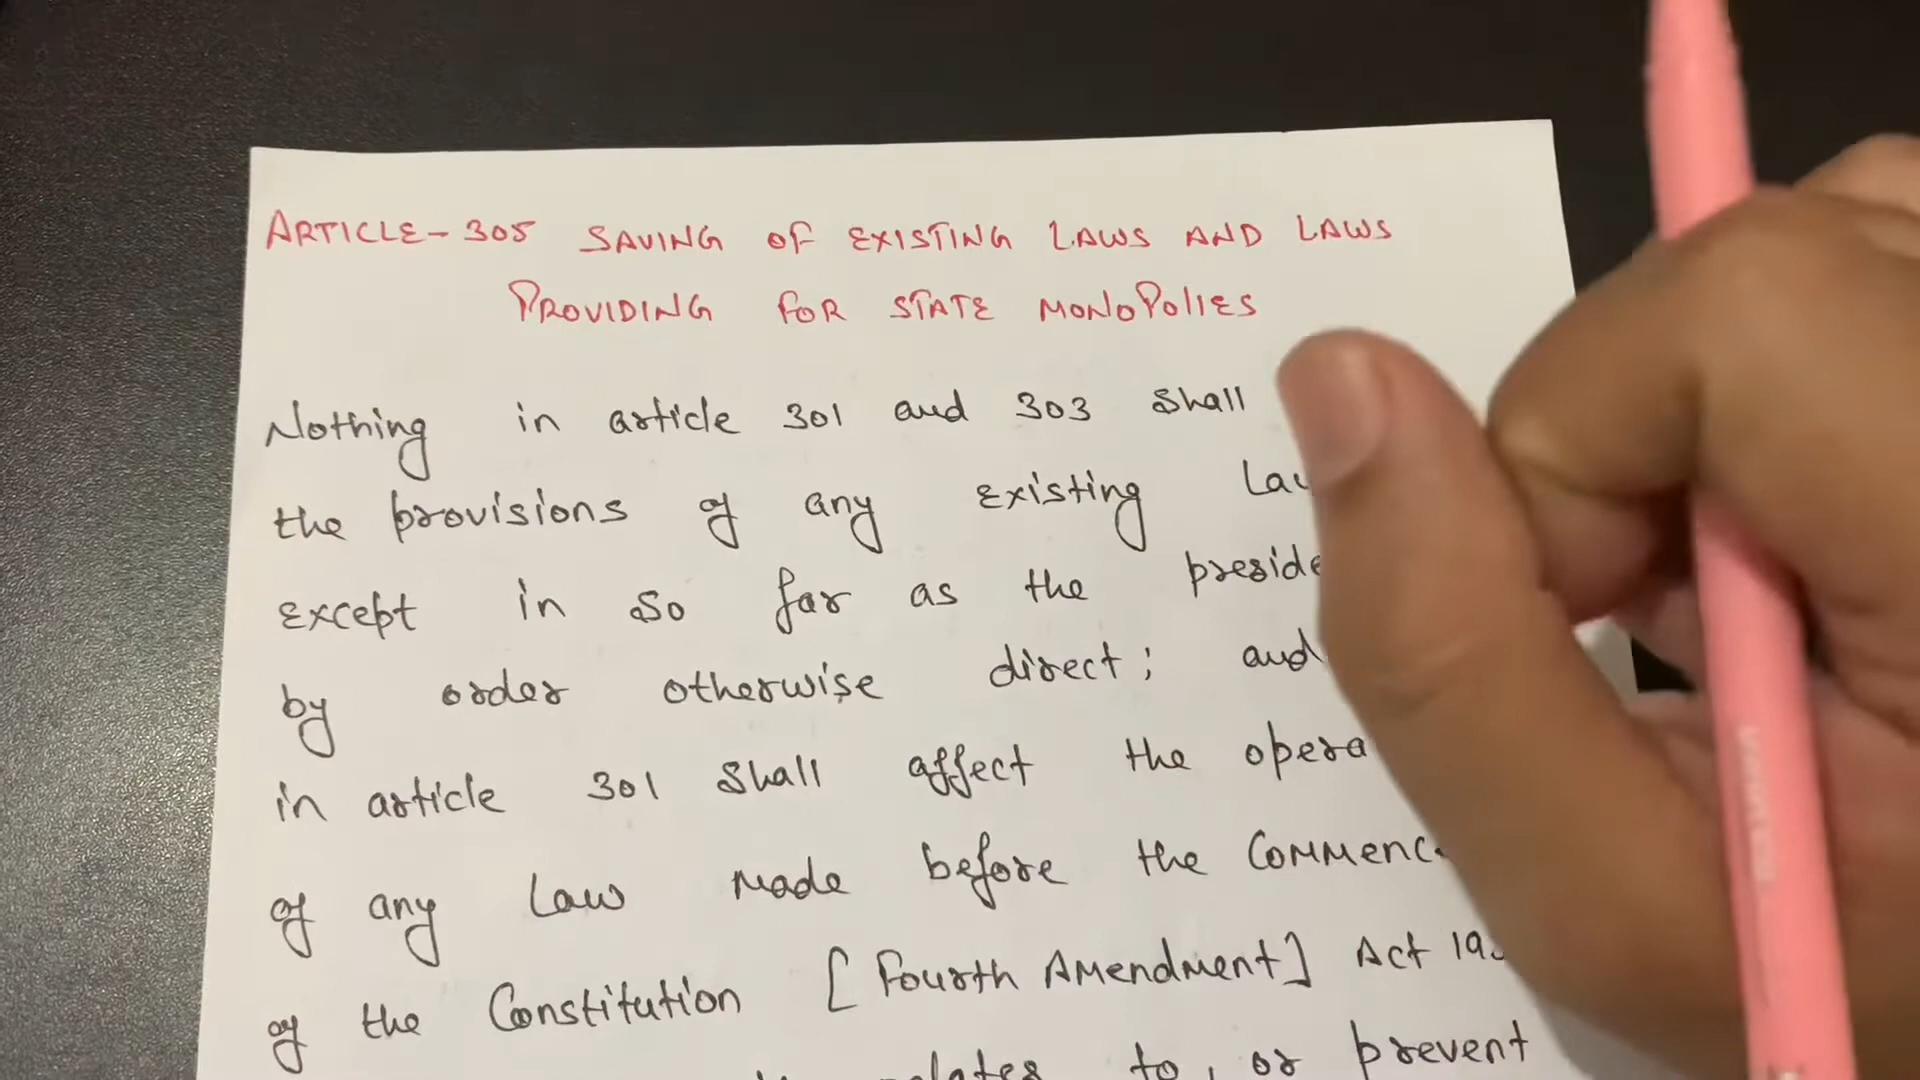 ARTICLE-305 SAVING OF EXISTING LAWS AND LAWS
PROVIDING FOR STATE MONOPOLIES
Nothing in article 301 and 303 shall
the provisions of any existing
except in so far as the
by order otherwise direct; and
in article 301 shall affect the
of any law made before the
of the Constitution [Fourth Amendment] Act
to, or prevent